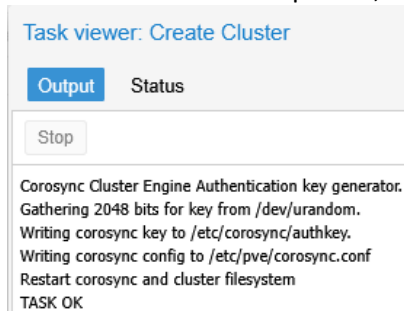 Task viewer: Create Cluster
Output Status
Stop
Corosync Cluster Engine Authentication key generator.
Gathering 2048 bits for key from /dev/urandom.
Writing corosync key to /etc/corosync/authkey.
Writing corosync config to /etc/pve/corosync.conf
Restart corosync and cluster filesystem
TASK OK